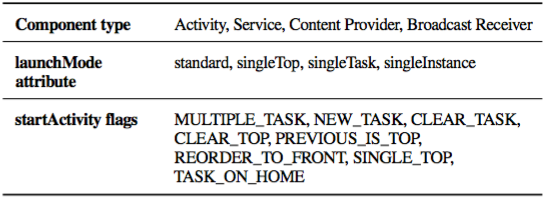 Component type Activity, Service, Content Provider, Broadcast Receiver
launchMode standard, singleTop, singleTask, singleInstance
attribute
startActivity flags MULTIPLE_TASK, NEW_TASK, CLEAR_TASK,
CLEAR_TOP, PREVIOUS_IS_TOP,
REORDER_TO_FRONT, SINGLE_TOP,
TASK_ON_HOME